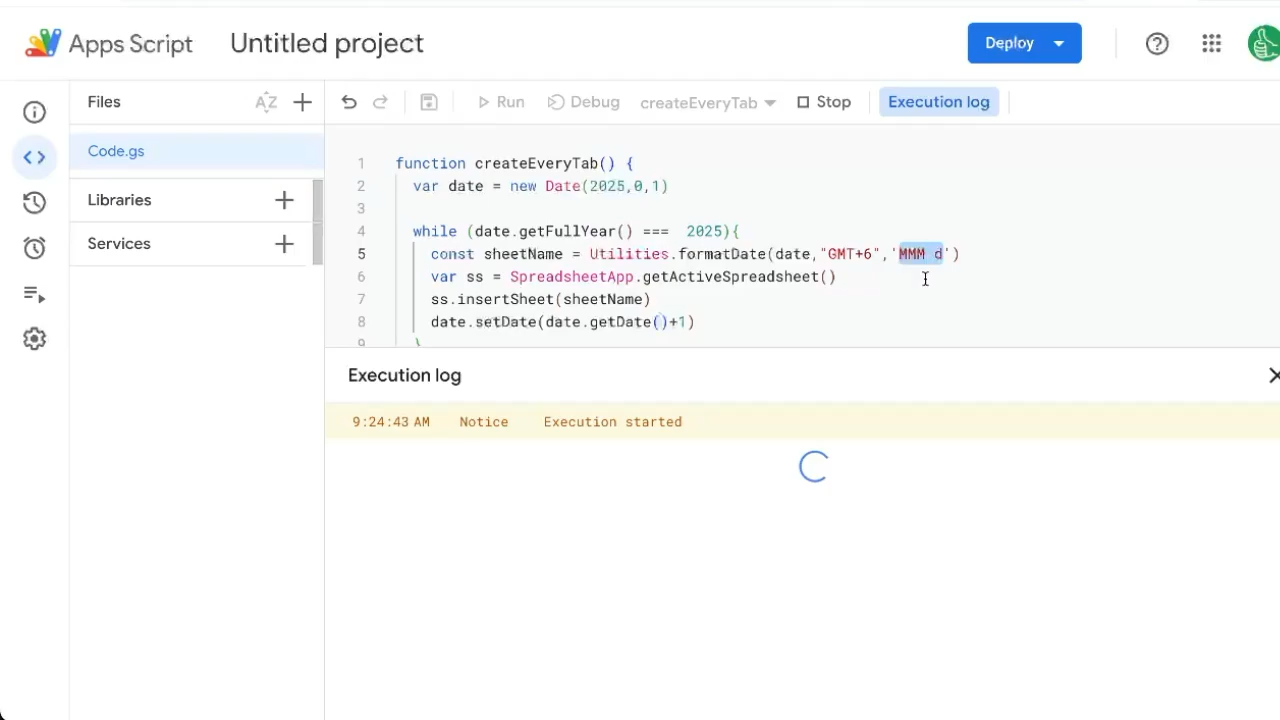 Apps Script Untitled project Deploy
Files AZ
Run Debug createEveryTab Stop Execution log
Code.gs
Libraries
Services
1 function createEveryTab() {
2 var date = new Date(2025,0,1)
3
4 while (date.getFullYear() ===  2025){
5 const sheetName = Utilities.formatDate(date,"GMT+6",'MMM d')
6 var ss = SpreadsheetApp.getActiveSpreadsheet()
7 ss.insertSheet(sheetName)
8 date.setDate(date.getDate()+1)
9 }
Execution log
9:24:43 AM Notice Execution started